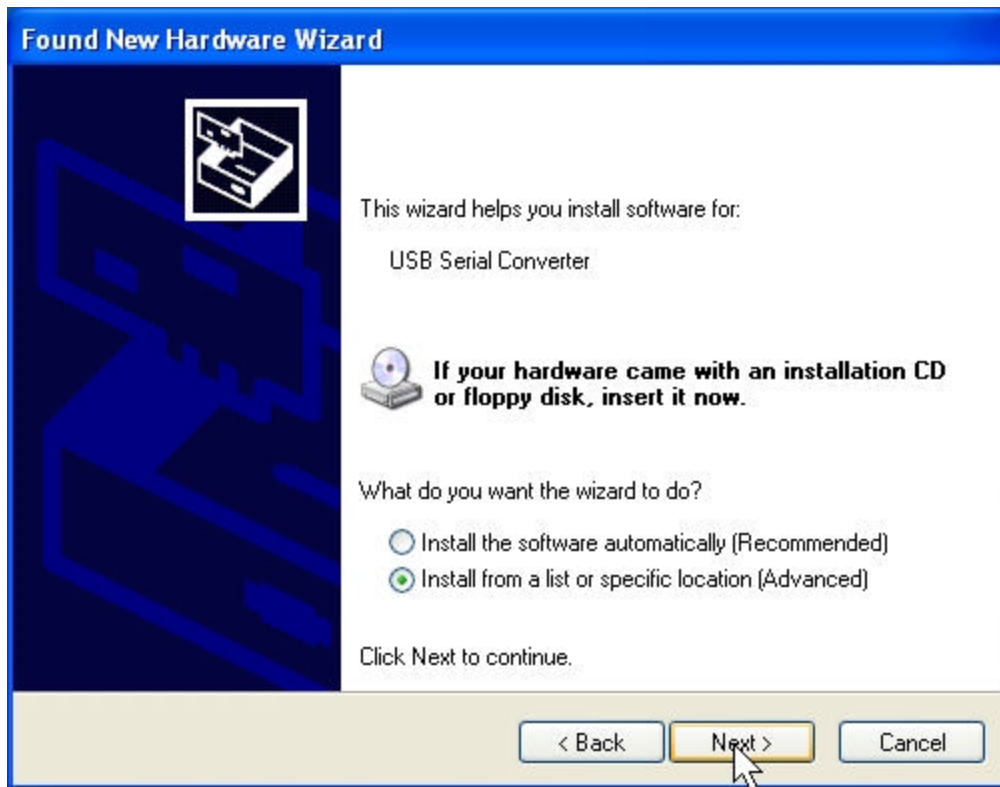 Found New Hardware Wizard
This wizard helps you install software for:
USB Serial Converter
If your hardware came with an installation CD
or floppy disk, insert it now.
What do you want the wizard to do?
Install the software automatically (Recommended)
Install from a list or specific location (Advanced)
Click Next to continue.
< Back Next > Cancel